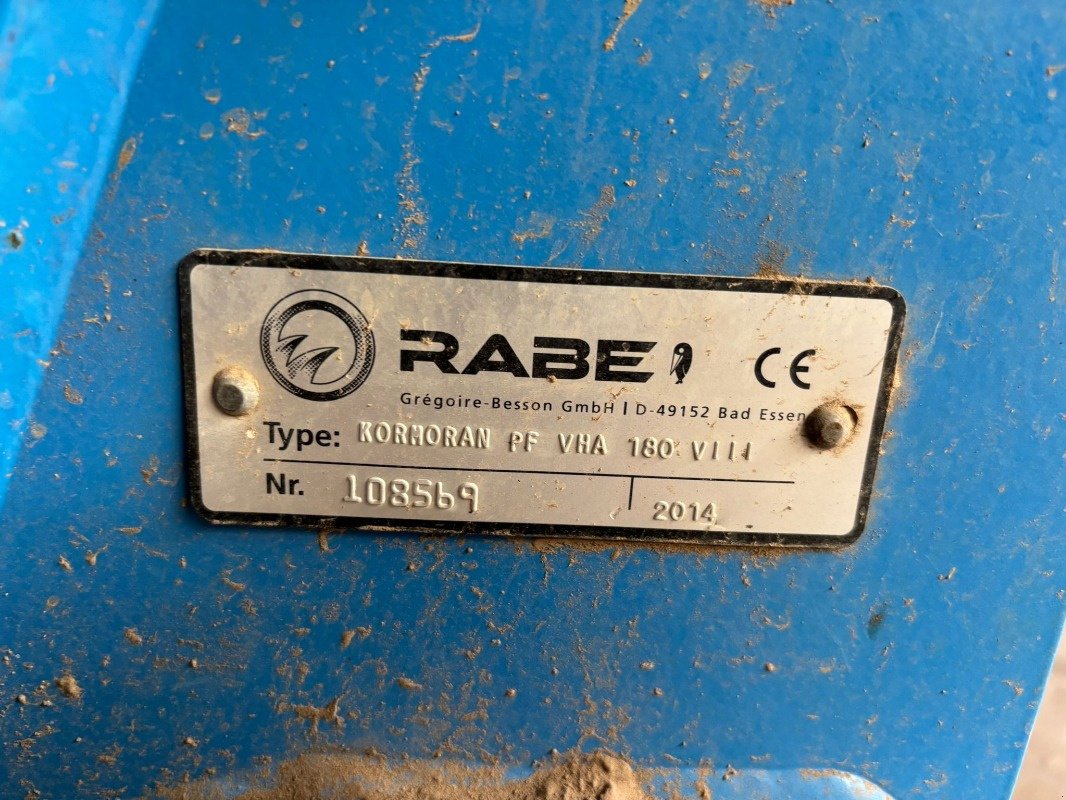 RABE CE
Grégoire-Besson GmbH | D-49152 Bad Essen
Type: KORMORAN PF VHA 180 VIII
Nr. 108569 | 2014